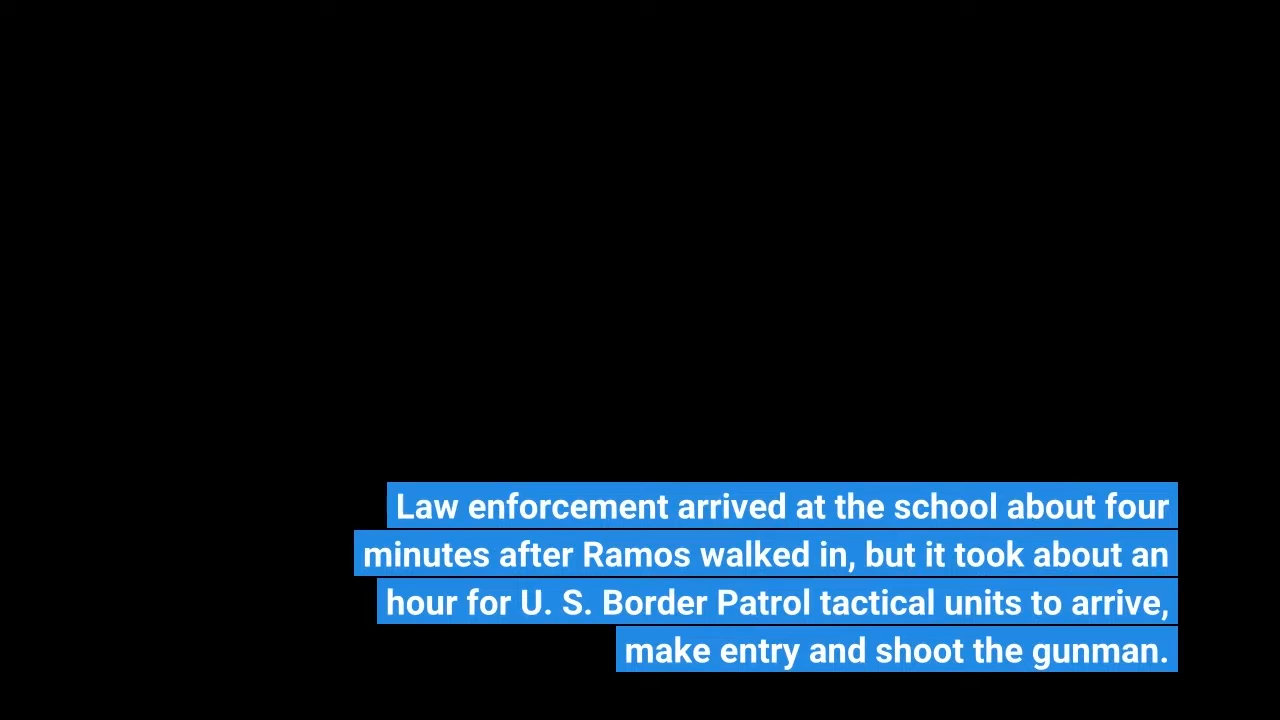 Law enforcement arrived at the school about four
minutes after Ramos walked in, but it took about an
hour for U. S. Border Patrol tactical units to arrive,
make entry and shoot the gunman.